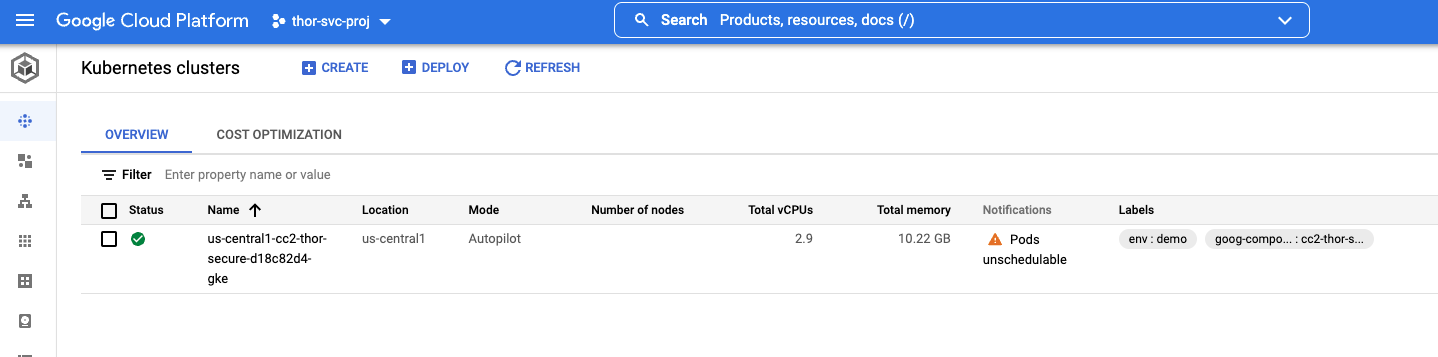 Google Cloud Platform thor-svc-proj Search Products, resources, docs (/)
Kubernetes clusters CREATE DEPLOY REFRESH
OVERVIEW COST OPTIMIZATION
Filter Enter property name or value
Status Name Location Mode Number of nodes Total vCPUs Total memory Notifications Labels
us-central1-cc2-thor- us-central1 Autopilot 2.9 10.22 GB Pods env : demo goog-compo... : cc2-thor-s...
secure-d18c82d4- unschedulable
gke